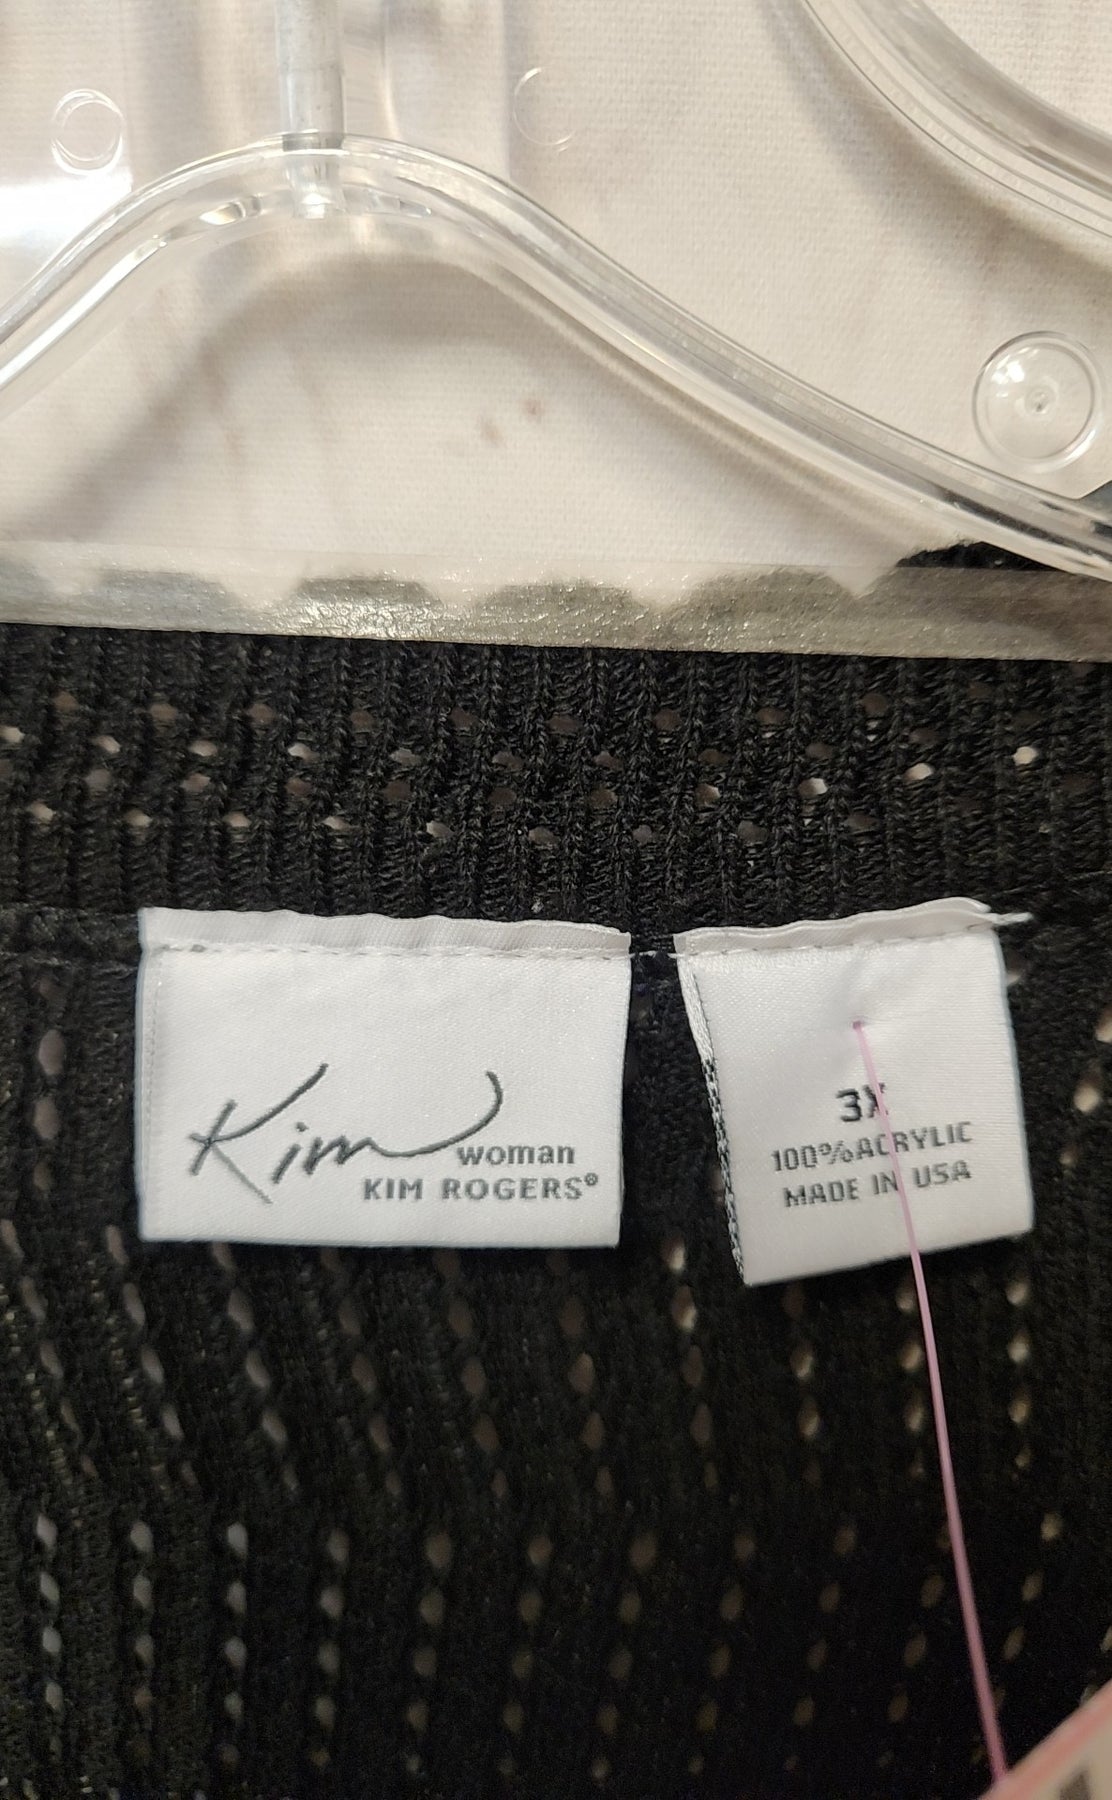 Kim woman
KIM ROGERS®
3X
100% ACRYLIC
MADE IN USA